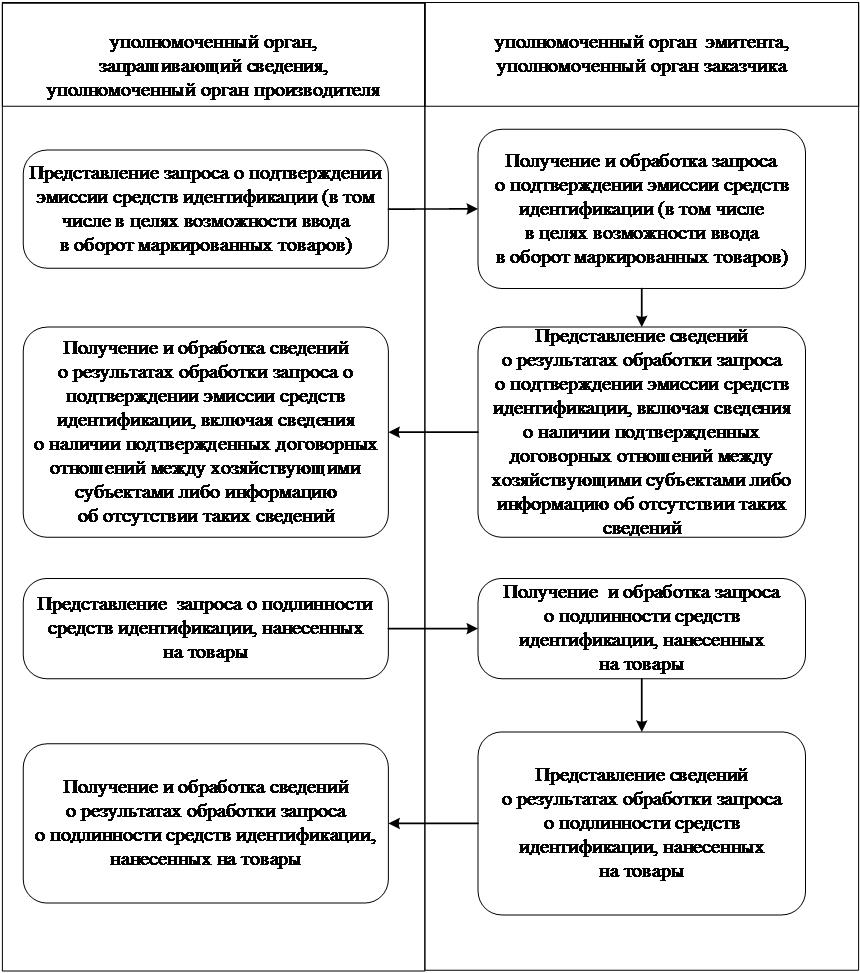 уполномоченный орган,
запрашивающий сведения,
уполномоченный орган производителя
уполномоченный орган эмитента,
уполномоченный орган заказчика
Представление запроса о подтверждении
эмиссии средств идентификации (в том
числе в целях возможности ввода
в оборот маркированных товаров)
Получение и обработка запроса
о подтверждении эмиссии средств
идентификации (в том числе
в целях возможности ввода
в оборот маркированных товаров)
Представление сведений
о результатах обработки запроса
о подтверждении эмиссии средств
идентификации, включая сведения
о наличии подтвержденных
договорных отношений между
хозяйствующими субъектами либо
информацию об отсутствии таких
сведений
Получение и обработка сведений
о результатах обработки запроса о
подтверждении эмиссии средств
идентификации, включая сведения
о наличии подтвержденных договорных
отношений между хозяйствующими
субъектами либо информацию
об отсутствии таких сведений
Представление запроса о подлинности
средств идентификации, нанесенных
на товары
Получение и обработка запроса
о подлинности средств
идентификации, нанесенных
на товары
Представление сведений
о результатах обработки запроса
о подлинности средств
идентификации, нанесенных
на товары
Получение и обработка сведений
о результатах обработки запроса
о подлинности средств идентификации,
нанесенных на товары